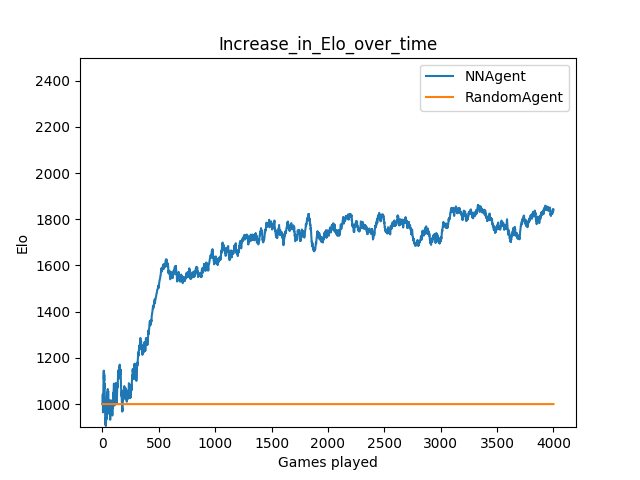 Increase_in_Elo_over_time
NNAgent
RandomAgent
2400
2200
2000
1800
1600
1400
1200
1000
Elo
0 500 1000 1500 2000 2500 3000 3500 4000
Games played